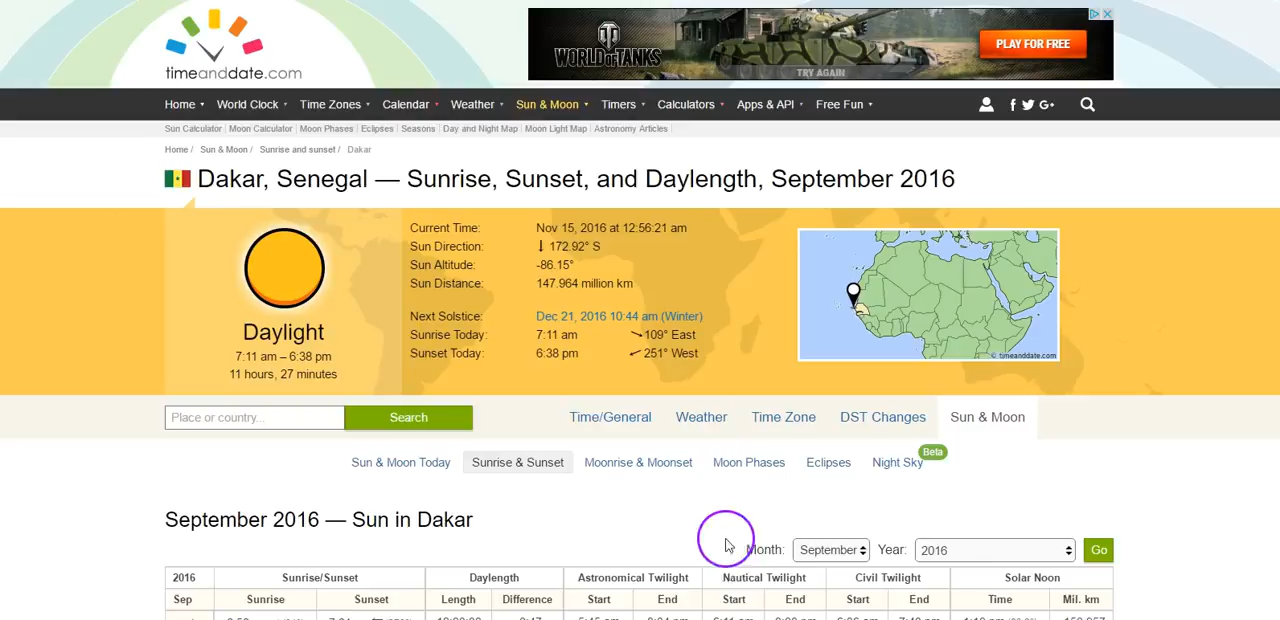 timeanddate.com
WORLD OF TANKS
TRY AGAIN
PLAY FOR FREE
Home World Clock Time Zones Calendar Weather Sun & Moon Timers Calculators Apps & API Free Fun
Sun Calculator Moon Calculator Moon Phases Eclipses Seasons Day and Night Map Moon Light Map Astronomy Articles
Home / Sun & Moon / Sunrise and sunset / Dakar
Dakar, Senegal — Sunrise, Sunset, and Daylength, September 2016
Daylight
7:11 am – 6:38 pm
11 hours, 27 minutes
Current Time: Nov 15, 2016 at 12:56:21 am
Sun Direction: ↓ 172.92° S
Sun Altitude: -86.15°
Sun Distance: 147.964 million km
Next Solstice: Dec 21, 2016 10:44 am (Winter)
Sunrise Today: 7:11 am 109° East
Sunset Today: 6:38 pm 251° West
© timeanddate.com
Place or country... Search
Time/General Weather Time Zone DST Changes Sun & Moon
Sun & Moon Today Sunrise & Sunset Moonrise & Moonset Moon Phases Eclipses Night Sky Beta
September 2016 — Sun in Dakar
Month: September Year: 2016 Go
2016 Sunrise/Sunset Daylength Astronomical Twilight Nautical Twilight Civil Twilight Solar Noon
Sep Sunrise Sunset Length Difference Start End Start End Start End Time Mil. km